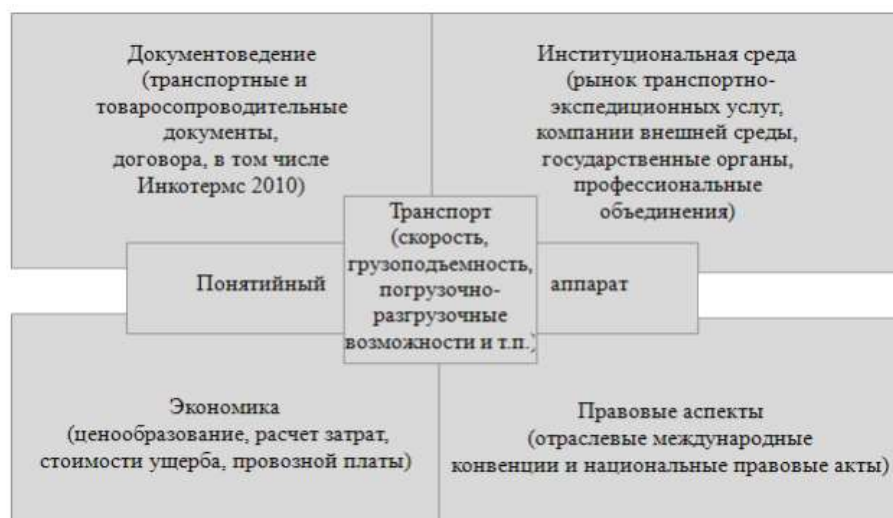 Документоведение
(транспортные и
товаросопроводительные
документы,
договора, в том числе
Инкотермс 2010)
Институциональная среда
(рынок транспортно-
экспедиционных услуг,
компании внешней среды,
государственные органы,
профессиональные
объединения)
Понятийный
Транспорт
(скорость,
грузоподъемность,
погрузочно-
разгрузочные
возможности и т.п.)
аппарат
Экономика
(ценообразование, расчет затрат,
стоимости ущерба, провозной платы)
Правовые аспекты
(отраслевые международные
конвенции и национальные правовые акты)